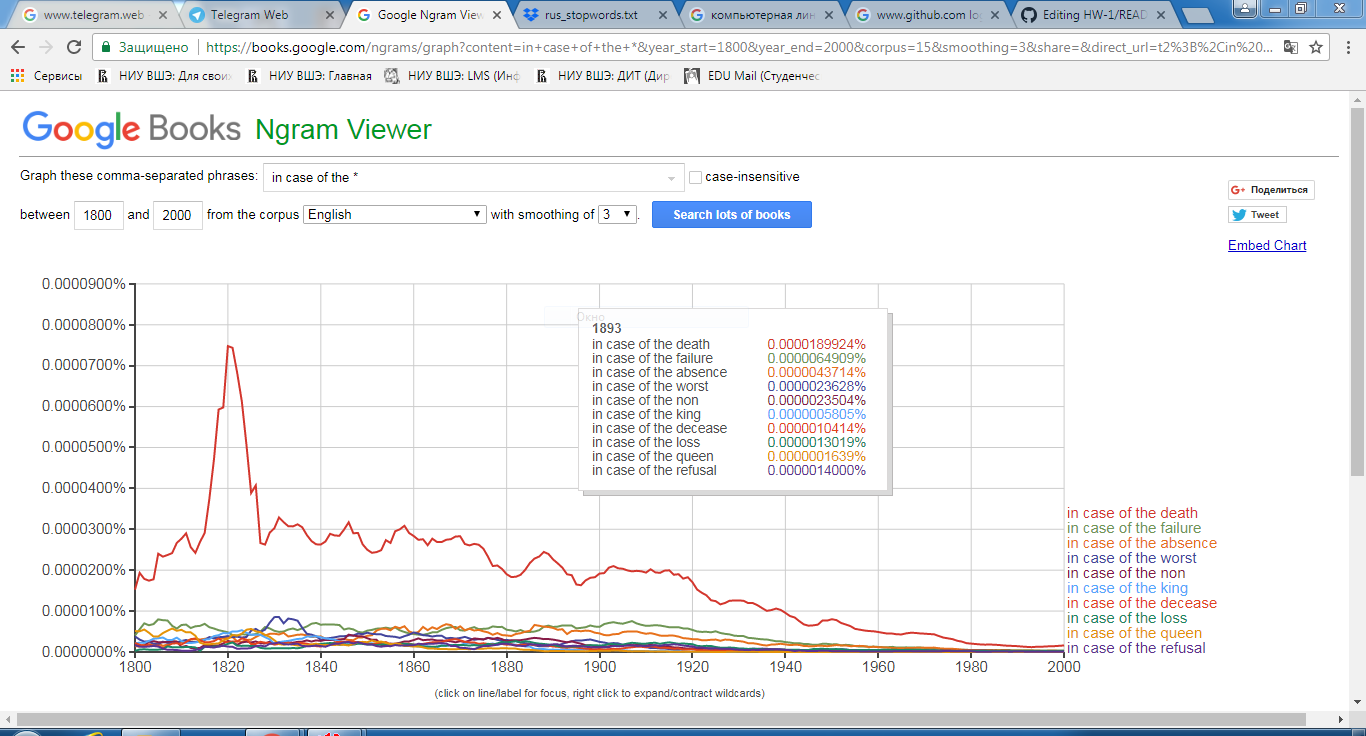 www.telegram.web
Telegram Web
Google Ngram View
rus_stopwords.txt
компьютерная лин
www.github.com log
Editing HW-1/READ
Защищено
https://books.google.com/ngrams/graph?content=in+case+of+the+*&year_start=1800&year_end=2000&corpus=15&smoothing=3&share=&direct_url=t2%3B%2Cin%20...
Сервисы
НИУ ВШЭ: Для своих
НИУ ВШЭ: Главная
НИУ ВШЭ: LMS (Инф
НИУ ВШЭ: ДИТ (Дир
EDU Mail (Студенчес
Google Books Ngram Viewer
Graph these comma-separated phrases: in case of the * case-insensitive
between 1800 and 2000 from the corpus English with smoothing of 3 . Search lots of books
G+ Поделиться
Tweet
Embed Chart
0.0000900%
0.0000800%
0.0000700%
0.0000600%
0.0000500%
0.0000400%
0.0000300%
0.0000200%
0.0000100%
0.0000000%
Окно
1893
in case of the death 0.0000189924%
in case of the failure 0.0000064909%
in case of the absence 0.0000043714%
in case of the worst 0.0000023628%
in case of the non 0.0000023504%
in case of the king 0.0000005805%
in case of the decease 0.0000010414%
in case of the loss 0.0000013019%
in case of the queen 0.0000001639%
in case of the refusal 0.0000014000%
in case of the death
in case of the failure
in case of the absence
in case of the worst
in case of the non
in case of the king
in case of the decease
in case of the loss
in case of the queen
in case of the refusal
1800 1820 1840 1860 1880 1900 1920 1940 1960 1980 2000
(click on line/label for focus, right click to expand/contract wildcards)